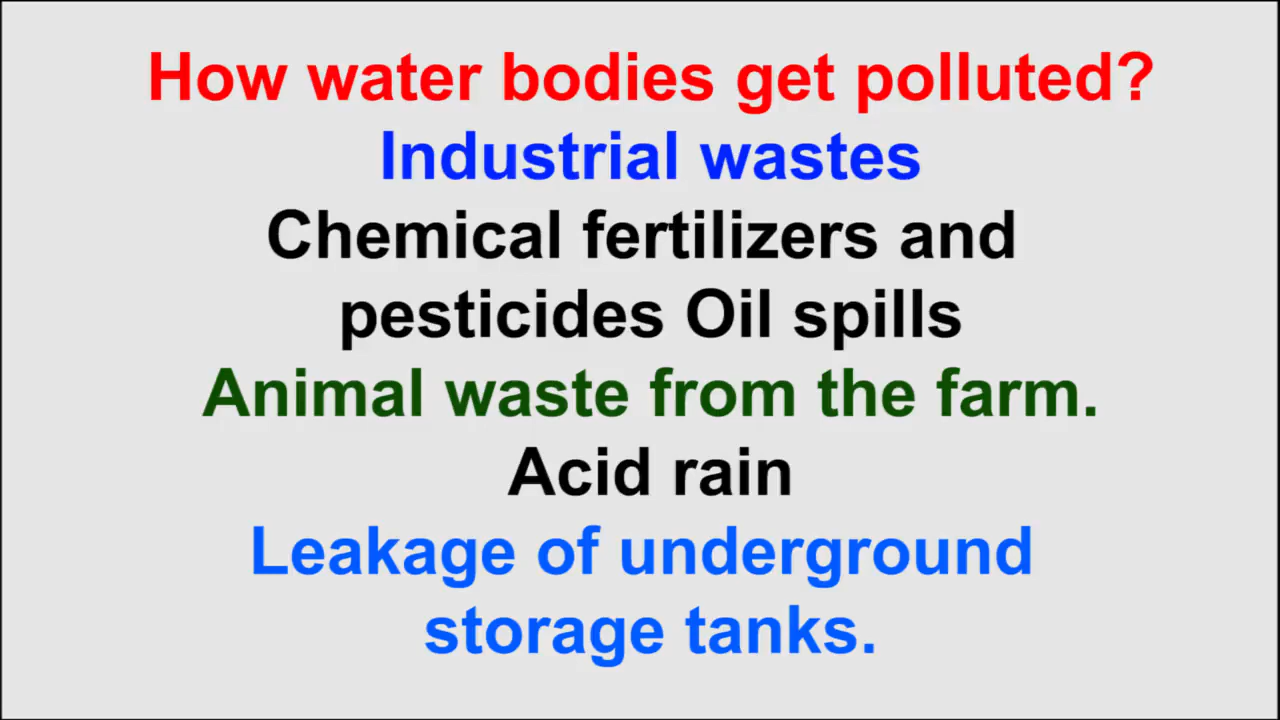 How water bodies get polluted?
Industrial wastes
Chemical fertilizers and
pesticides Oil spills
Animal waste from the farm.
Acid rain
Leakage of underground
storage tanks.